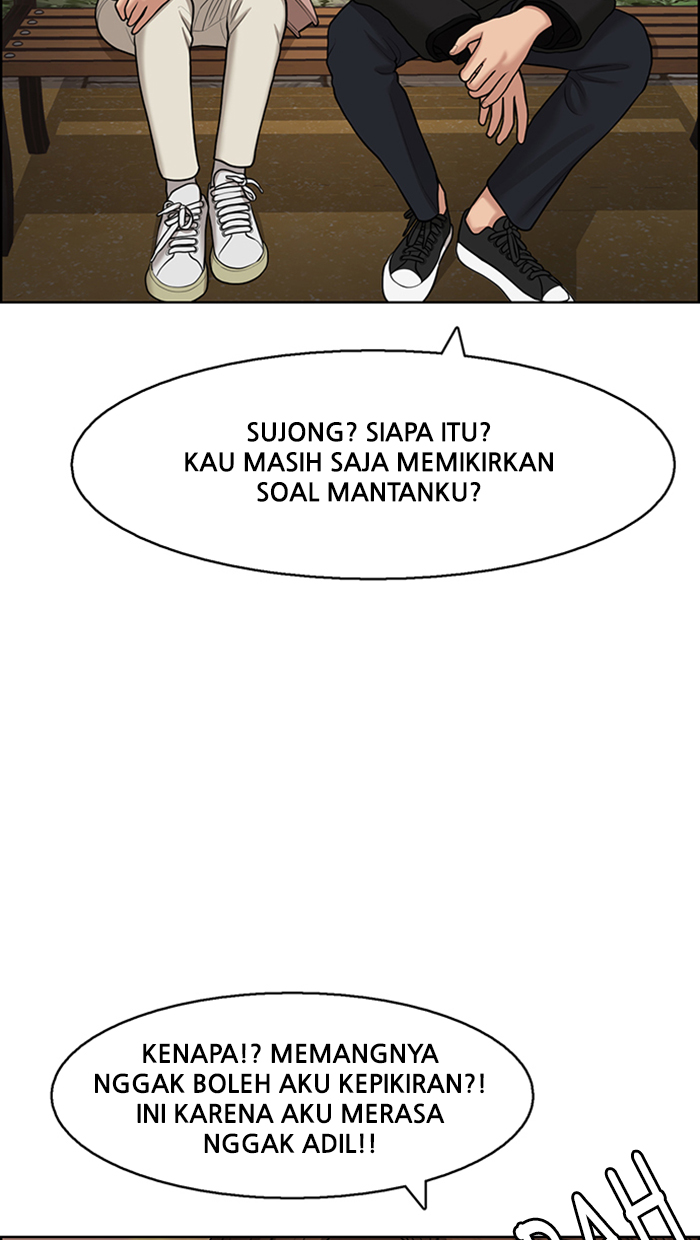 SUJONG? SIAPA ITU?
KAU MASIH SAJA MEMIKIRKAN
SOAL MANTANKU?
KENAPA!? MEMANGNYA
NGGAK BOLEH AKU KEPIKIRAN?!
INI KARENA AKU MERASA
NGGAK ADIL!!